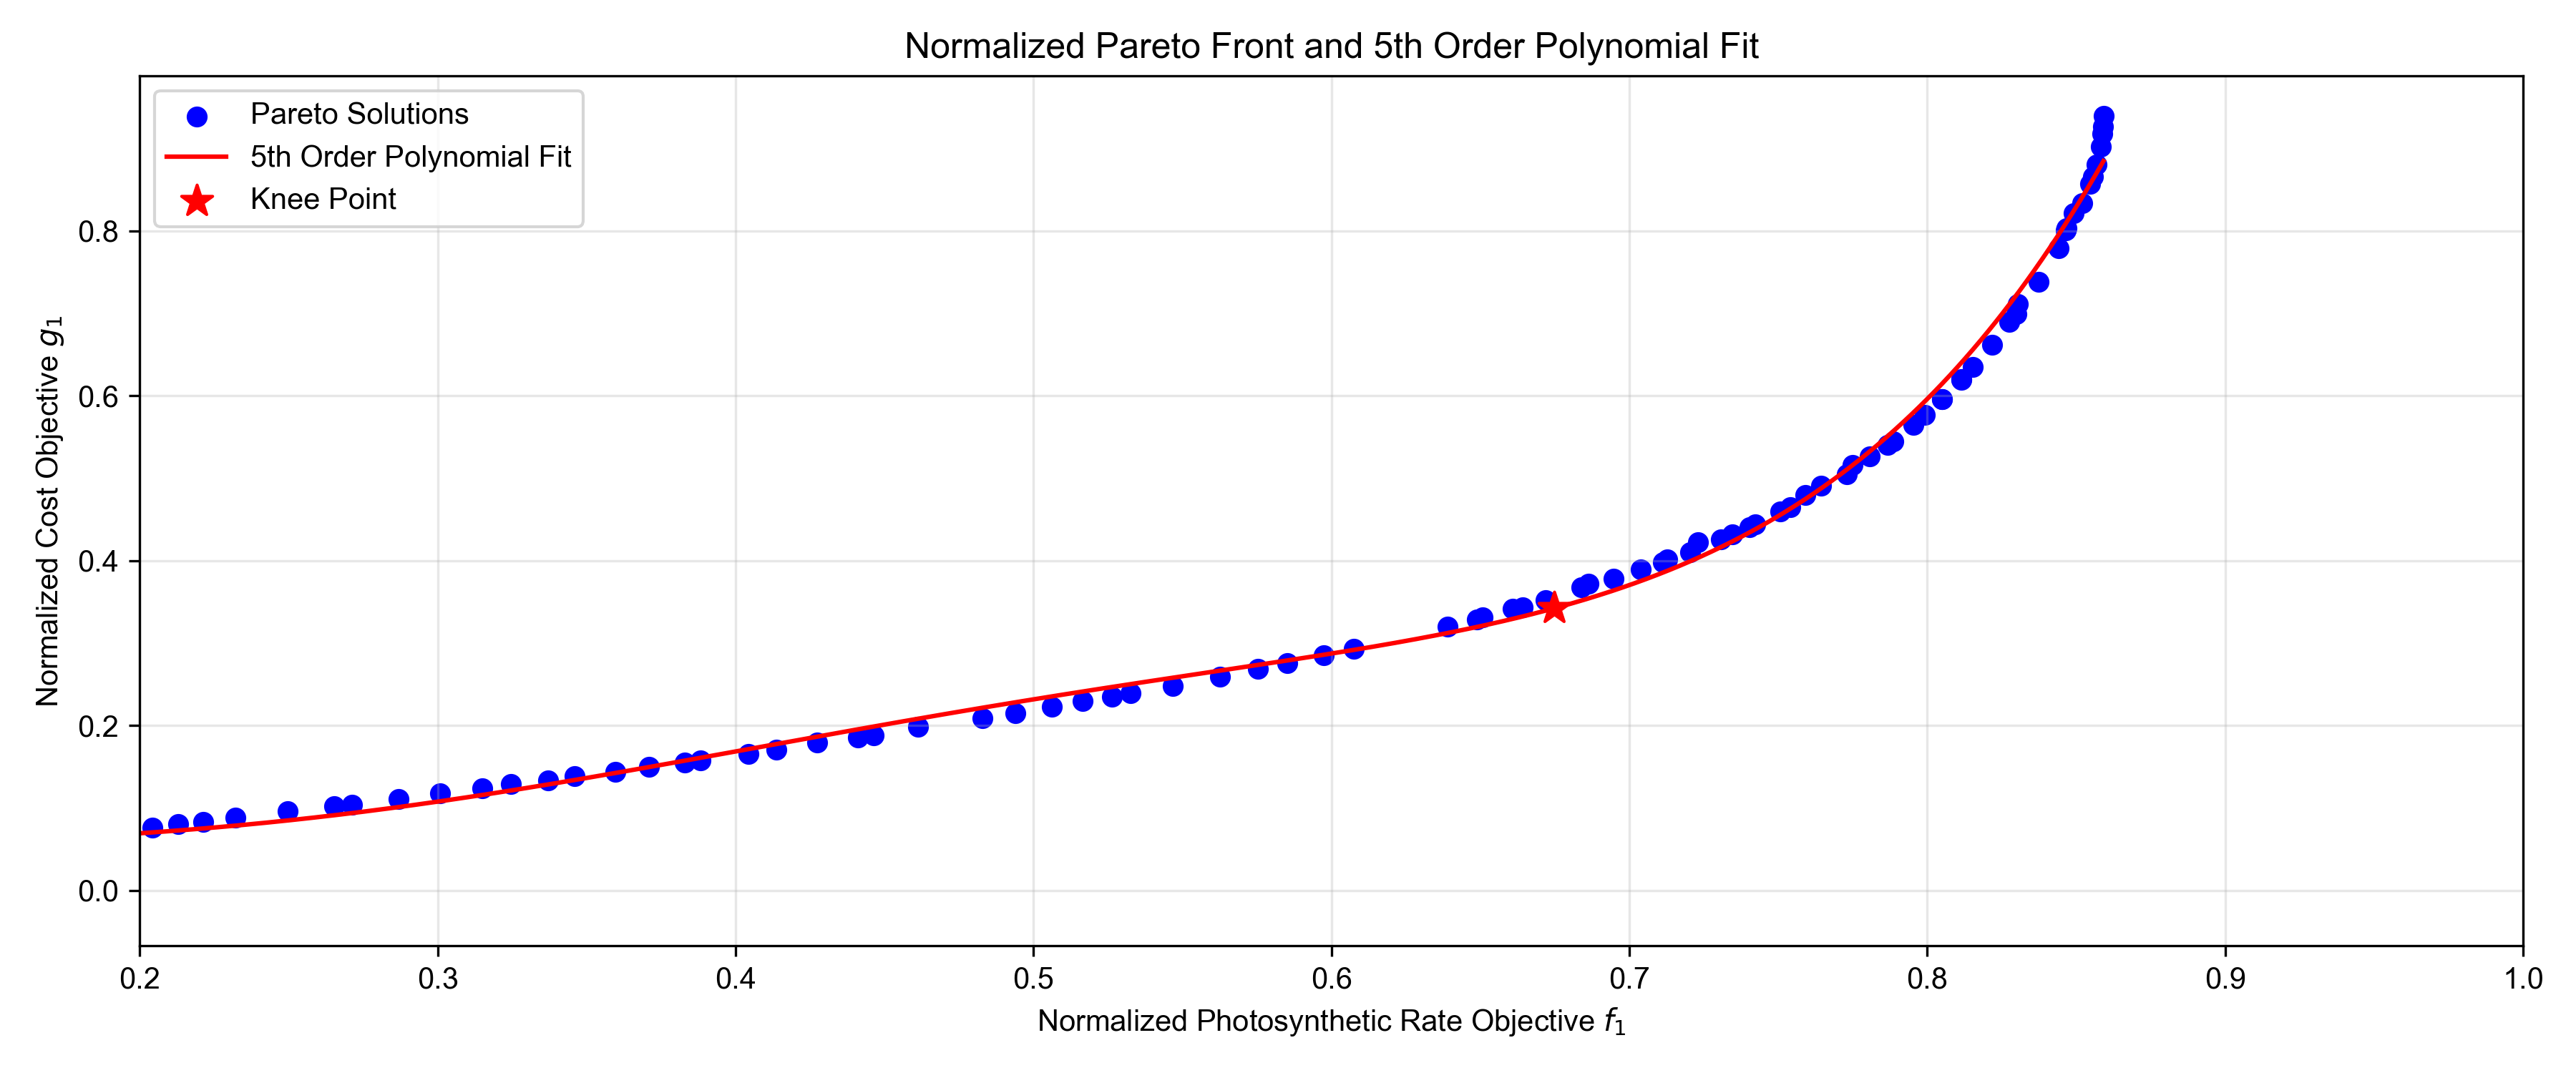 Normalized Pareto Front and 5th Order Polynomial Fit
Pareto Solutions
5th Order Polynomial Fit
Knee Point
Normalized Cost Objective g₁
0.8
0.6
0.4
0.2
0.0
0.2 0.3 0.4 0.5 0.6 0.7 0.8 0.9 1.0
Normalized Photosynthetic Rate Objective f₁